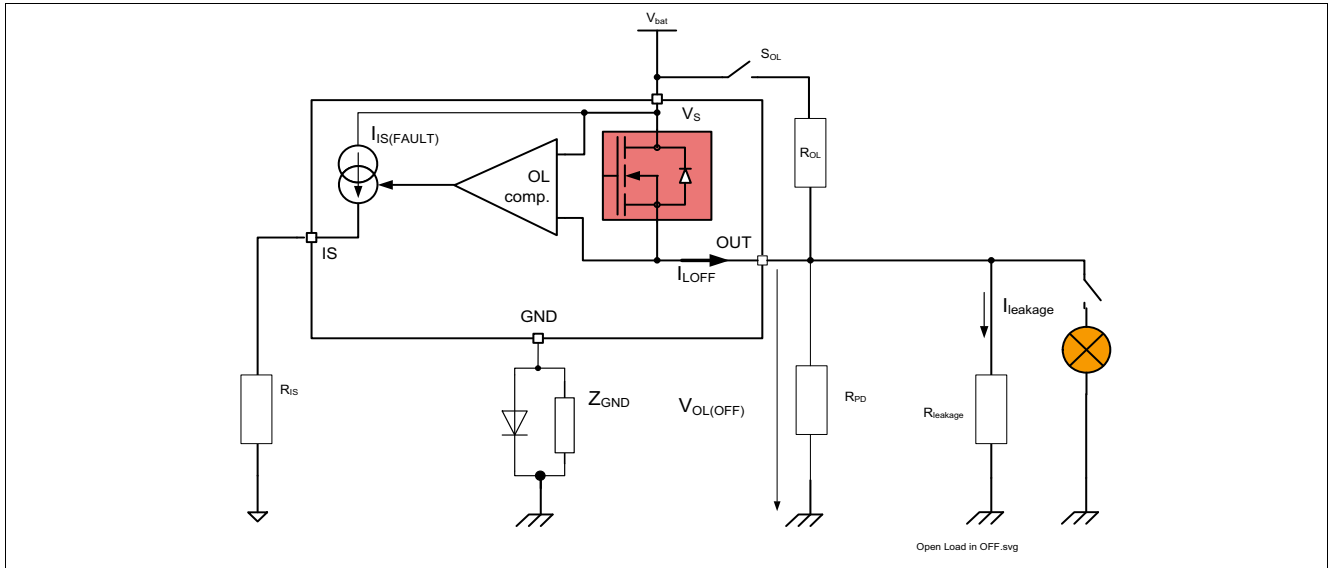 Vbat
SOL
VS
IIS(FAULT)
ROL
OL
comp.
OUT
IS
ILOFF
Ileakage
GND
RIS
ZGND
VOL(OFF)
RPD
Rleakage
Open Load in OFF.svg